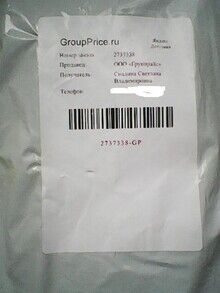 GroupPrice.ru
Номер заказа 2737338
Продавец ООО «Групрайс»
Получатель Светлана
Владимировна
Телефон
2737338-GP